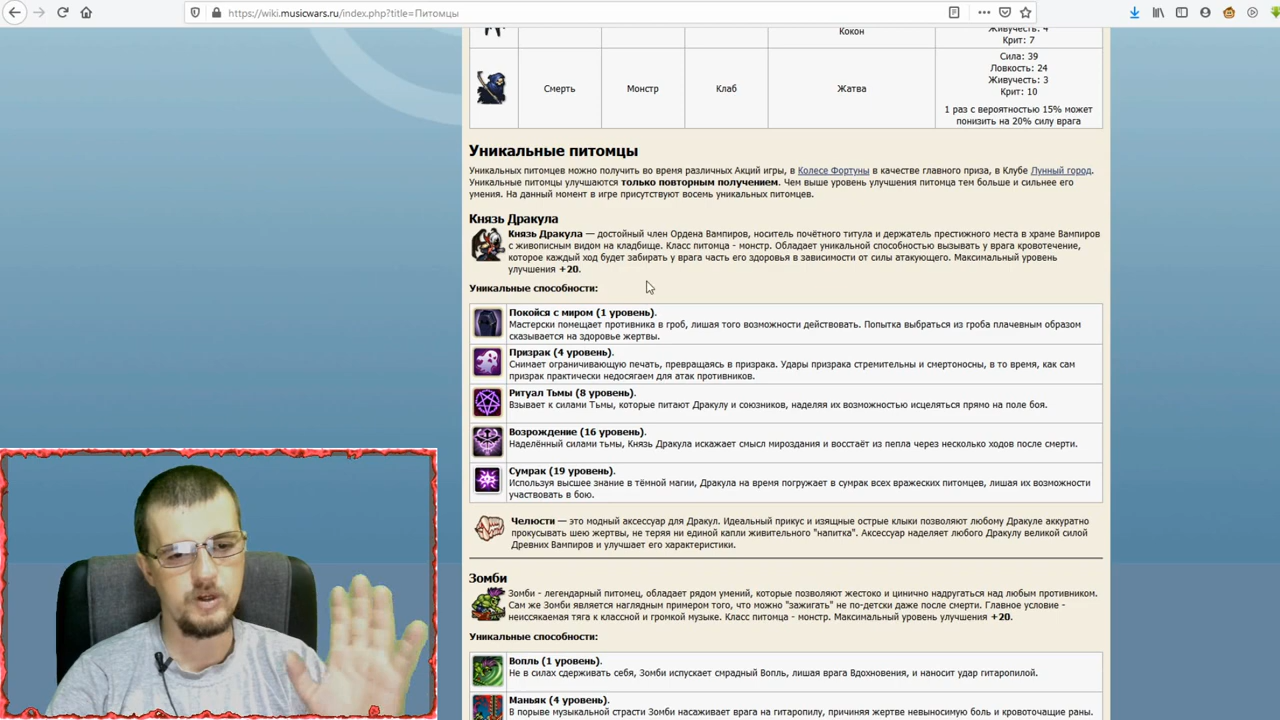 https://wiki.musicwars.ru/index.php?title=Питомцы
Кокон
Живучесть: 4
Крит: 7
Смерть
Монстр
Клаб
Жатва
Сила: 39
Ловкость: 24
Живучесть: 3
Крит: 10
1 раз с вероятностью 15% может
понизить на 20% силу врага
Уникальные питомцы
Уникальных питомцев можно получить во время различных Акций игры, в Колесе Фортуны в качестве главного приза, в Клубе Лунный город.
Уникальные питомцы улучшаются только повторным получением. Чем выше уровень улучшения питомца тем больше и сильнее его
умения. На данный момент в игре присутствуют восемь уникальных питомцев.
Князь Дракула
Князь Дракула — достойный член Ордена Вампиров, носитель почётного титула и держатель престижного места в храме Вампиров
с живописным видом на кладбище. Класс питомца - монстр. Обладает уникальной способностью вызывать у врага кровотечение,
которое каждый ход будет забирать у врага часть его здоровья в зависимости от силы атакующего. Максимальный уровень
улучшения +20.
Уникальные способности:
Покойся с миром (1 уровень).
Мастерски помещает противника в гроб, лишая того возможности действовать. Попытка выбраться из гроба плачевным образом
сказывается на здоровье жертвы.
Призрак (4 уровень).
Снимает ограничивающую печать, превращаясь в призрака. Удары призрака стремительны и смертоносны, в то время, как сам
призрак практически недосягаем для атак противников.
Ритуал Тьмы (8 уровень).
Взывает к силами Тьмы, которые питают Дракулу и союзников, наделяя их возможностью исцеляться прямо на поле боя.
Возрождение (16 уровень).
Наделённый силами тьмы, Князь Дракула искажает смысл мироздания и восстаёт из пепла через несколько ходов после смерти.
Сумрак (19 уровень).
Используя высшее знание в тёмной магии, Дракула на время погружает в сумрак всех вражеских питомцев, лишая их возможности
участвовать в бою.
Челюсти — это модный аксессуар для Дракул. Идеальный прикус и изящные острые клыки позволяют любому Дракуле аккуратно
прокусывать шею жертвы, не теряя ни единой капли живительного "напитка". Аксессуар наделяет любого Дракулу великой силой
Древних Вампиров и улучшает его характеристики.
Зомби
Зомби - легендарный питомец, обладает рядом умений, которые позволяют жестоко и цинично надругаться над любым противником.
Сам же Зомби является наглядным примером того, что можно "зажигать" не по-детски даже после смерти. Главное условие -
неиссякаемая тяга к классной и громкой музыке. Класс питомца - монстр. Максимальный уровень улучшения +20.
Уникальные способности:
Вопль (1 уровень).
Не в силах сдерживать себя, Зомби испускает смрадный Вопль, лишая врага Вдохновения, и наносит удар гитаропилой.
Маньяк (4 уровень).
В порыве музыкальной страсти Зомби насаживает врага на гитаропилу, причиняя жертве невыносимую боль и кровоточащие раны.